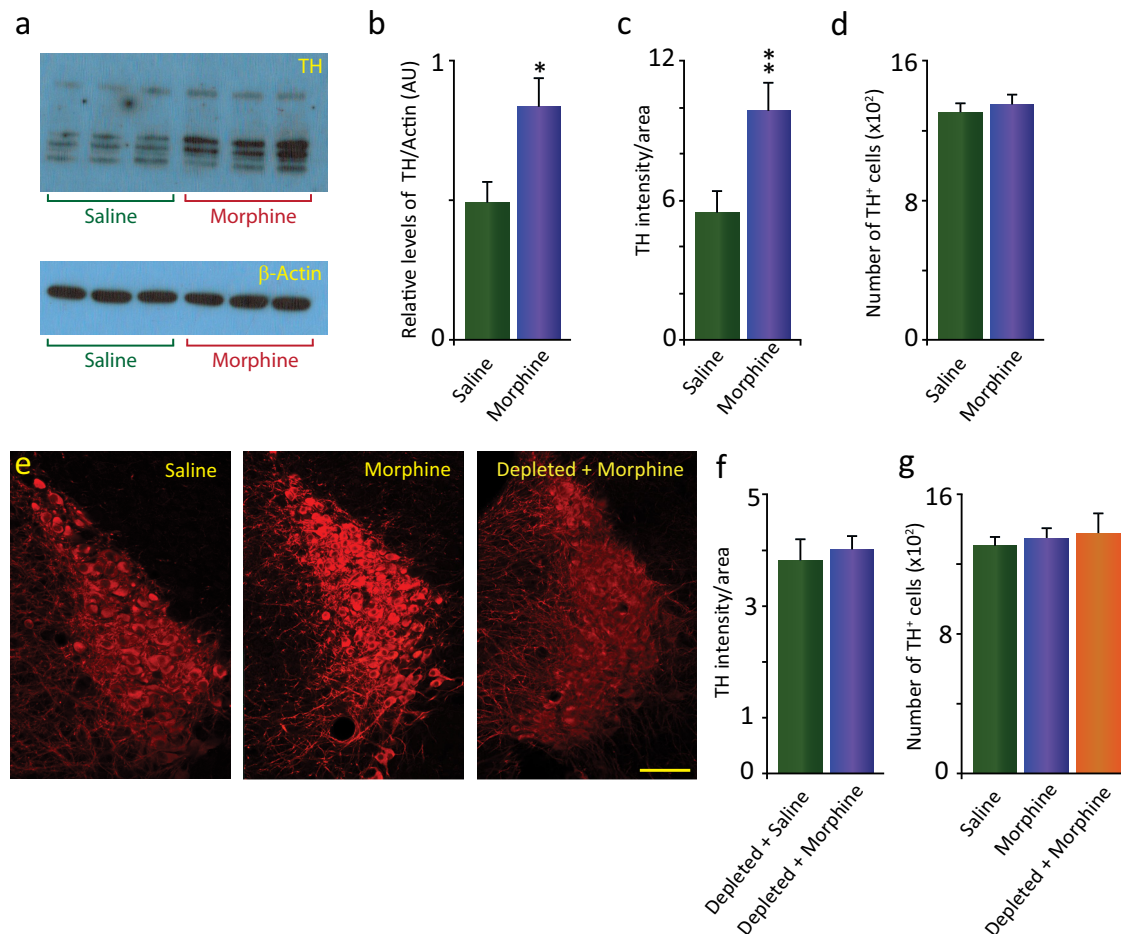 a
TH
Saline
Morphine
β-Actin
Saline
Morphine
b
Relative levels of TH/Actin (AU)
1
0
*
Saline
Morphine
c
TH intensity/area
12
6
0
**
Saline
Morphine
d
Number of TH⁺ cells (x10²)
16
8
0
Saline
Morphine
e
Saline
Morphine
Depleted + Morphine
f
TH intensity/area
5
3
1
0
Depleted + Saline
Depleted + Morphine
g
Number of TH⁺ cells (x10²)
16
8
0
Saline
Morphine
Depleted + Morphine